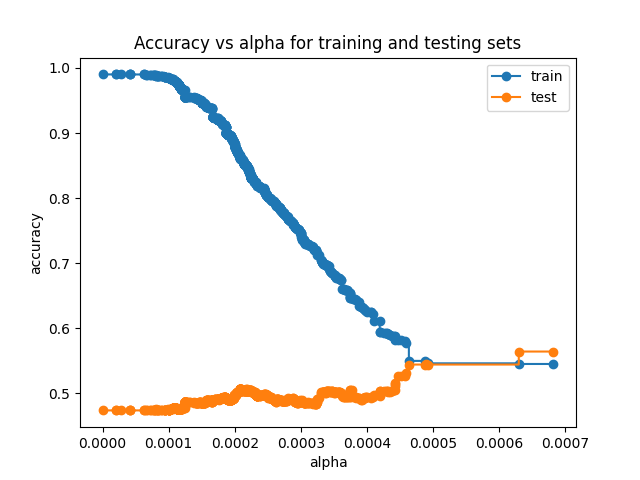 Accuracy vs alpha for training and testing sets
train
test
1.0
0.9
0.8
0.7
0.6
0.5
accuracy
0.0000 0.0001 0.0002 0.0003 0.0004 0.0005 0.0006 0.0007
alpha